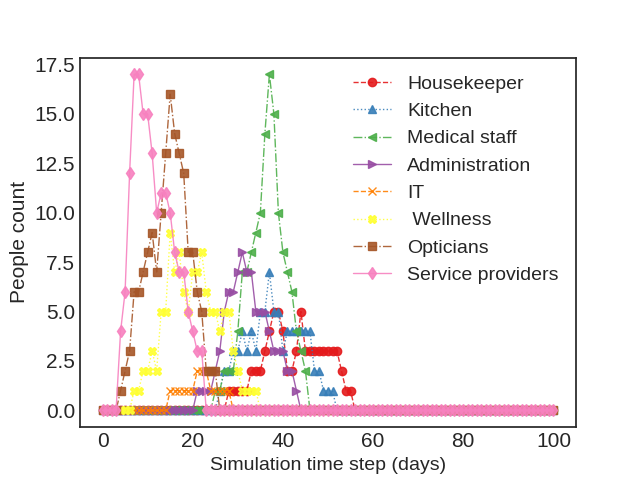 17.5
15.0
12.5
10.0
7.5
5.0
2.5
0.0
People count
Housekeeper
Kitchen
Medical staff
Administration
IT
Wellness
Opticians
Service providers
0 20 40 60 80 100
Simulation time step (days)